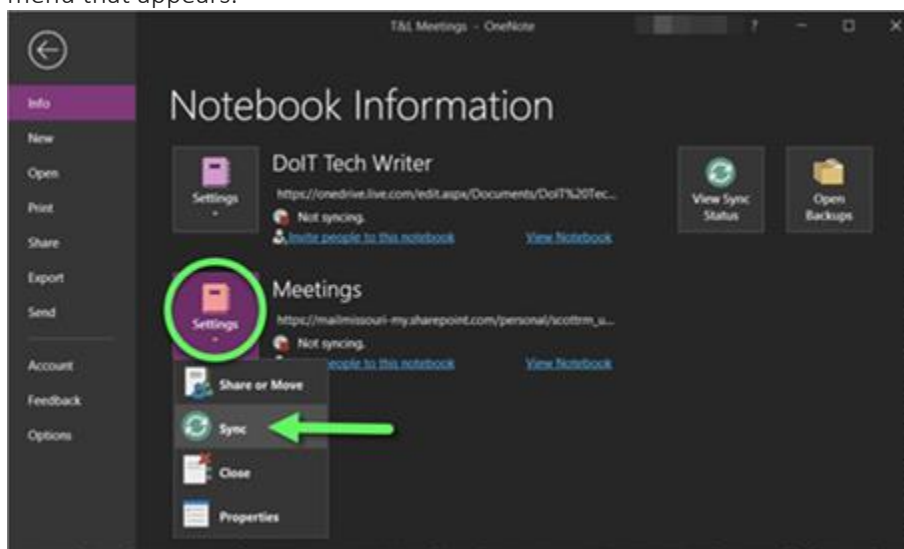 menu that appears.
T&L Meetings - OneNote
?
Info
New
Open
Print
Share
Export
Send
Account
Feedback
Options
Notebook Information
Settings
DoIT Tech Writer
https://onedrive.live.com/edit.aspx/Documents/DoIT%20Tec...
Not syncing.
Invite people to this notebook
View Notebook
View Sync
Status
Open
Backups
Settings
Meetings
https://mailmissouri-my.sharepoint.com/personal/scottrm_u...
Not syncing.
people to this notebook
View Notebook
Share or Move
Sync
Close
Properties